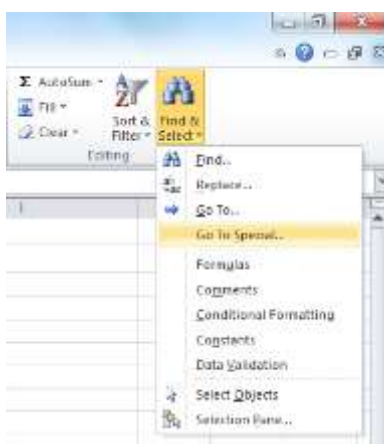 Σ AutoSum
Fill
Clear
Sort &
Filter
Find &
Select
Editing
Find...
Replace...
Go To...
Go To Special...
Formulas
Comments
Conditional Formatting
Constants
Data Validation
Select Objects
Selection Pane...